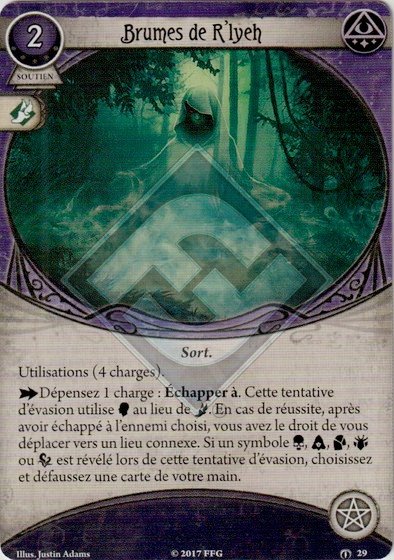 2
Brumes de R'lyeh
SOUTIEN
Sort.
Utilisations (4 charges).
Dépensez 1 charge : Échapper à. Cette tentative
d'évasion utilise au lieu de . En cas de réussite, après
avoir échappé à l'ennemi choisi, vous avez le droit de vous
déplacer vers un lieu connexe. Si un symbole , , ,
ou est révélé lors de cette tentative d'évasion, choisissez
et défaussez une carte de votre main.
Illus. Justin Adams © 2017 FFG 29